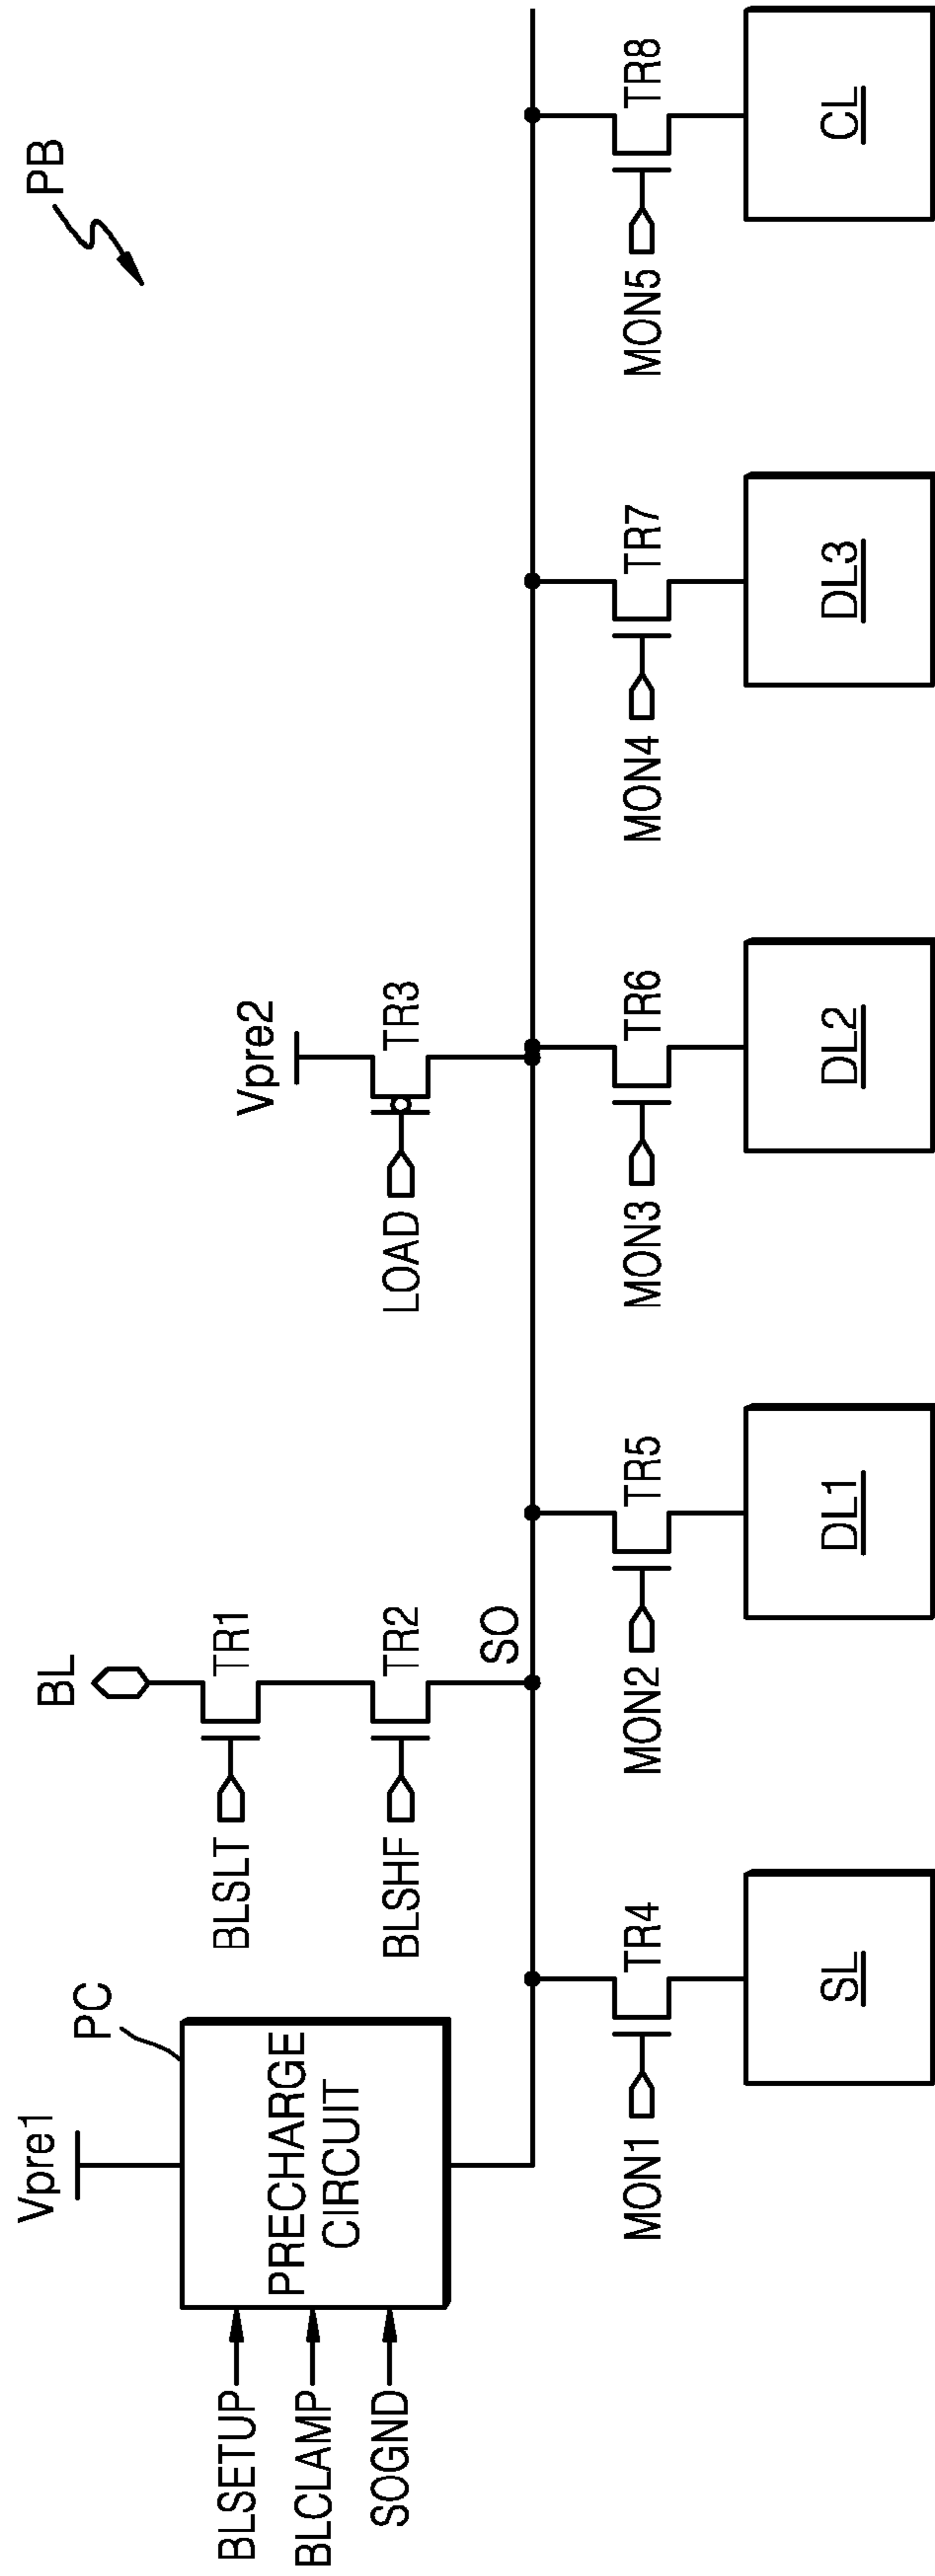 PB
Vpre1
PC
BLSETUP
BLCLAMP
SOGND
PRECHARGE
CIRCUIT
BL
BLSLT
TR1
BLSHF
TR2
SO
Vpre2
LOAD
TR3
MON1
TR4
MON2
TR5
MON3
TR6
MON4
TR7
MON5
TR8
SL
DL1
DL2
DL3
CL